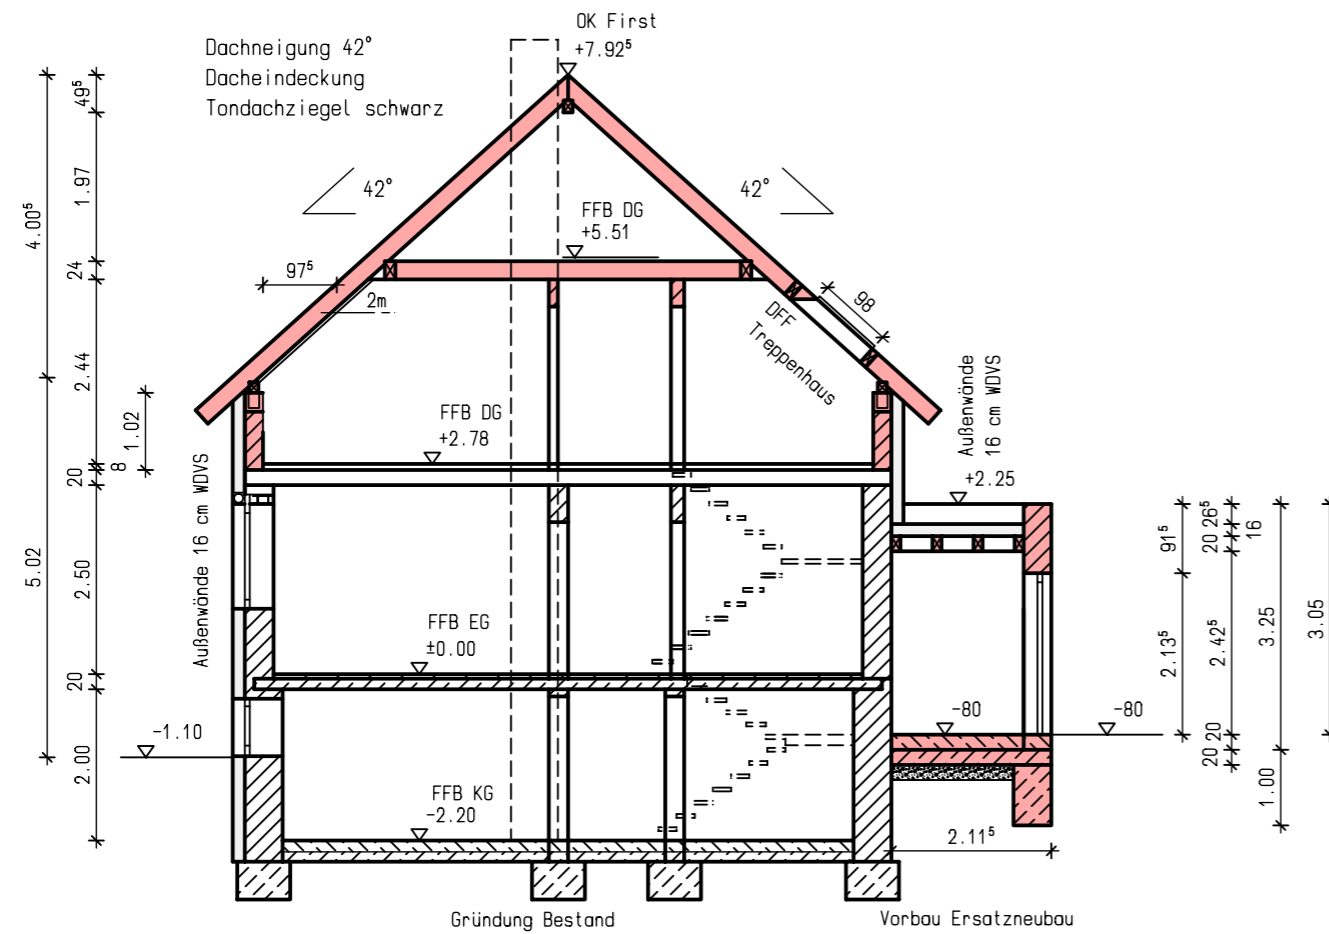 OK First
+7.92⁵
Dachneigung 42°
Dacheindeckung
Tondachziegel schwarz
49⁵
1.97
4.00⁵
24
2.44
1.02
8
20
5.02
2.50
20
2.00
42°
42°
FFB DG
+5.51
97⁵
2m
98
DFF
Treppenhaus
Außenwände
16 cm WDVS
FFB DG
+2.78
+2.25
Außenwände 16 cm WDVS
FFB EG
±0.00
-1.10
-80
-80
FFB KG
-2.20
91⁵
2.13⁵
26⁵
20
2.42⁵
20
20
16
3.25
1.00
3.05
2.11⁵
Gründung Bestand
Vorbau Ersatzneubau